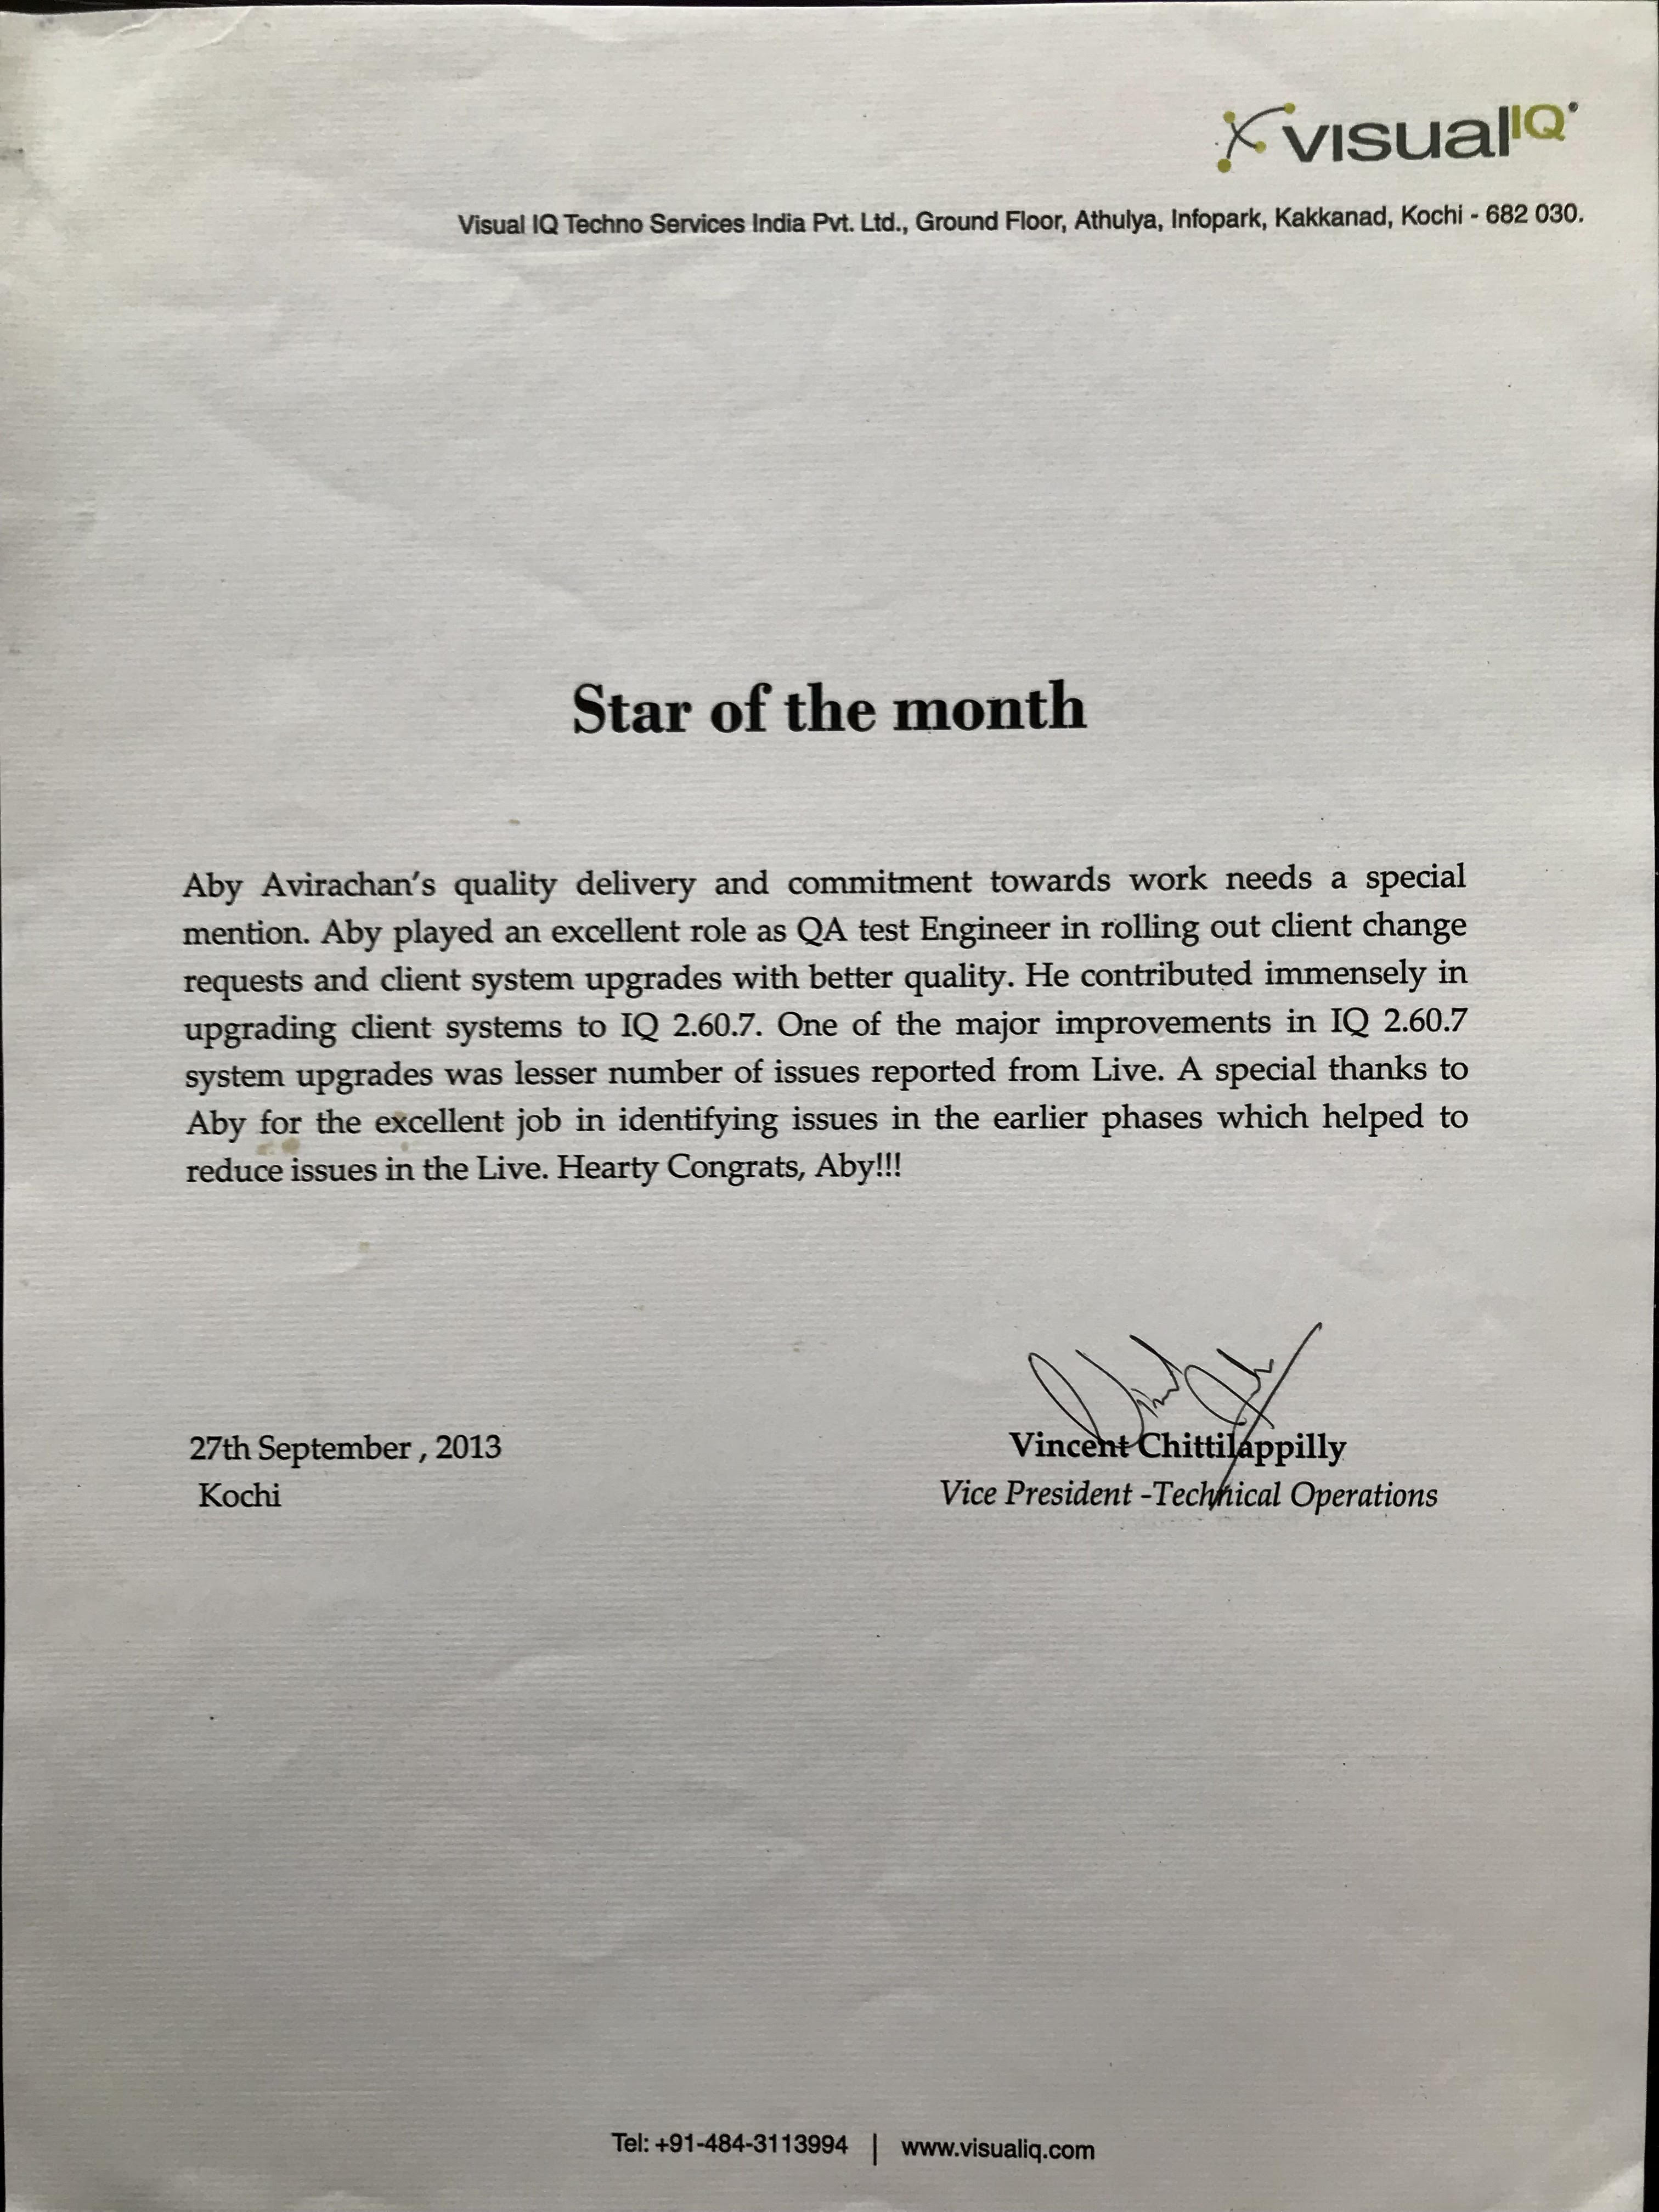 visualIQ®
Visual IQ Techno Services India Pvt. Ltd., Ground Floor, Athulya, Infopark, Kakkanad, Kochi - 682 030.
Star of the month
Aby Avirachan's quality delivery and commitment towards work needs a special
mention. Aby played an excellent role as QA test Engineer in rolling out client change
requests and client system upgrades with better quality. He contributed immensely in
upgrading client systems to IQ 2.60.7. One of the major improvements in IQ 2.60.7
system upgrades was lesser number of issues reported from Live. A special thanks to
Aby for the excellent job in identifying issues in the earlier phases which helped to
reduce issues in the Live. Hearty Congrats, Aby!!!
27th September , 2013
Kochi
Vincent Chittilappilly
Vice President -Technical Operations
Tel: +91-484-3113994 | www.visualiq.com